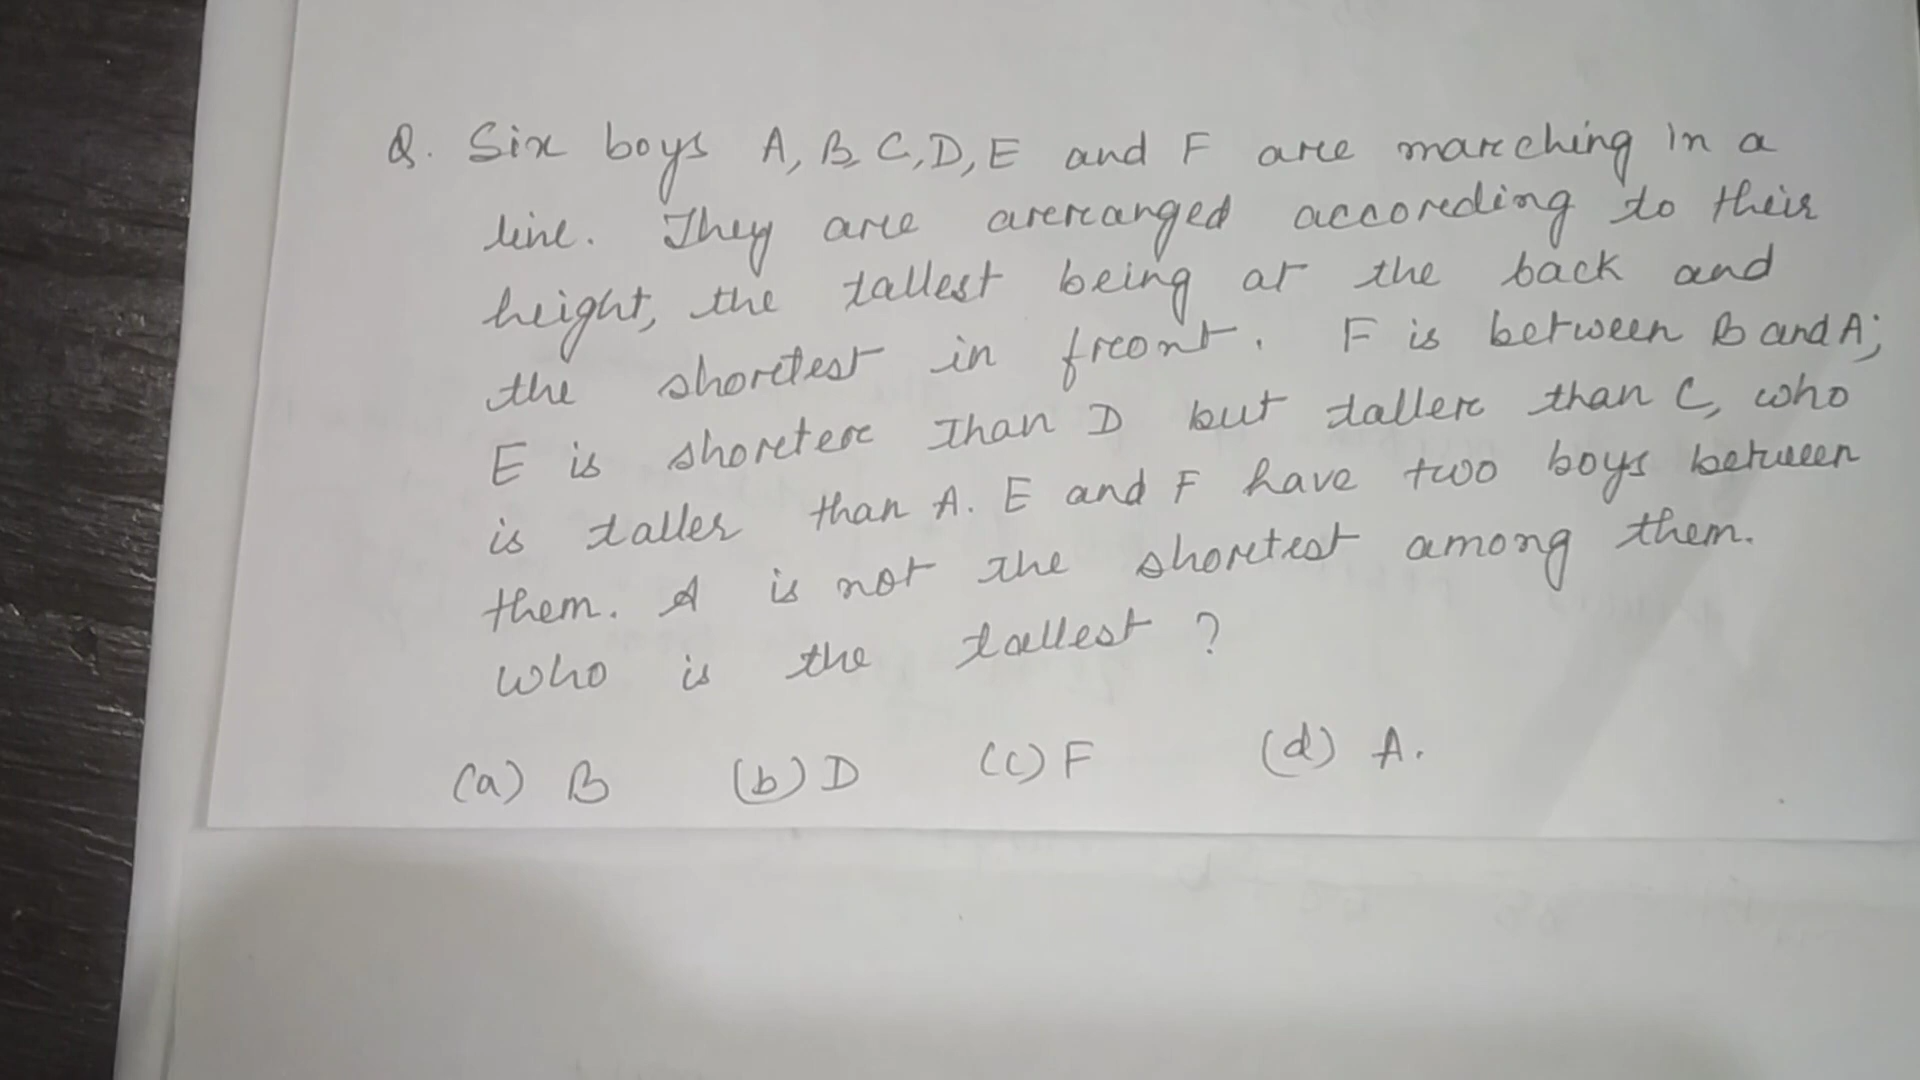 Q. Six boys A, B, C, D, E and F are marching in a
line. They are arranged according to their
height, the tallest being at the back and
the shortest in front. F is between B and A;
E is shorter than D but taller than C, who
is taller than A. E and F have two boys between
them. A is not the shortest among them.
Who is the tallest ?
(a) B (b) D (c) F (d) A.